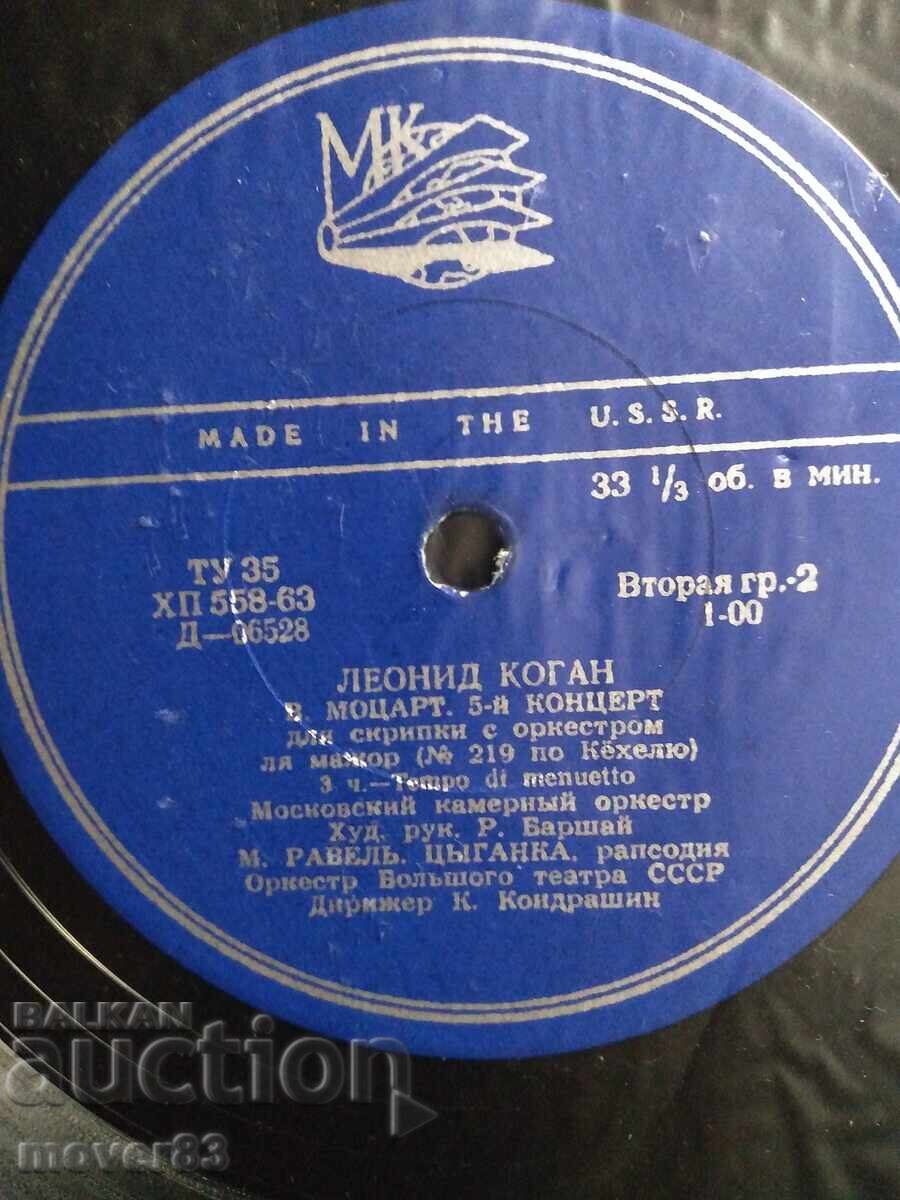 МК
MADE IN THE U.S.S.R.
33 1/3 об. в мин.
ТУ 35
ХП 558-63
Д—06528
Вторая гр.-2
1-00
ЛЕОНИД КОГАН
В. МОЦАРТ. 5-й КОНЦЕРТ
для скрипки с оркестром
ля мажор (№ 219 по Кёхелю)
3 ч.—Tempo di menuetto
Московский камерный оркестр
Худ. рук. Р. Баршай
М. РАВЕЛЬ. ЦЫГАНКА, рапсодия
Оркестр Большого театра СССР
Дирижер К. Кондрашин
BALKAN
auction
mover83